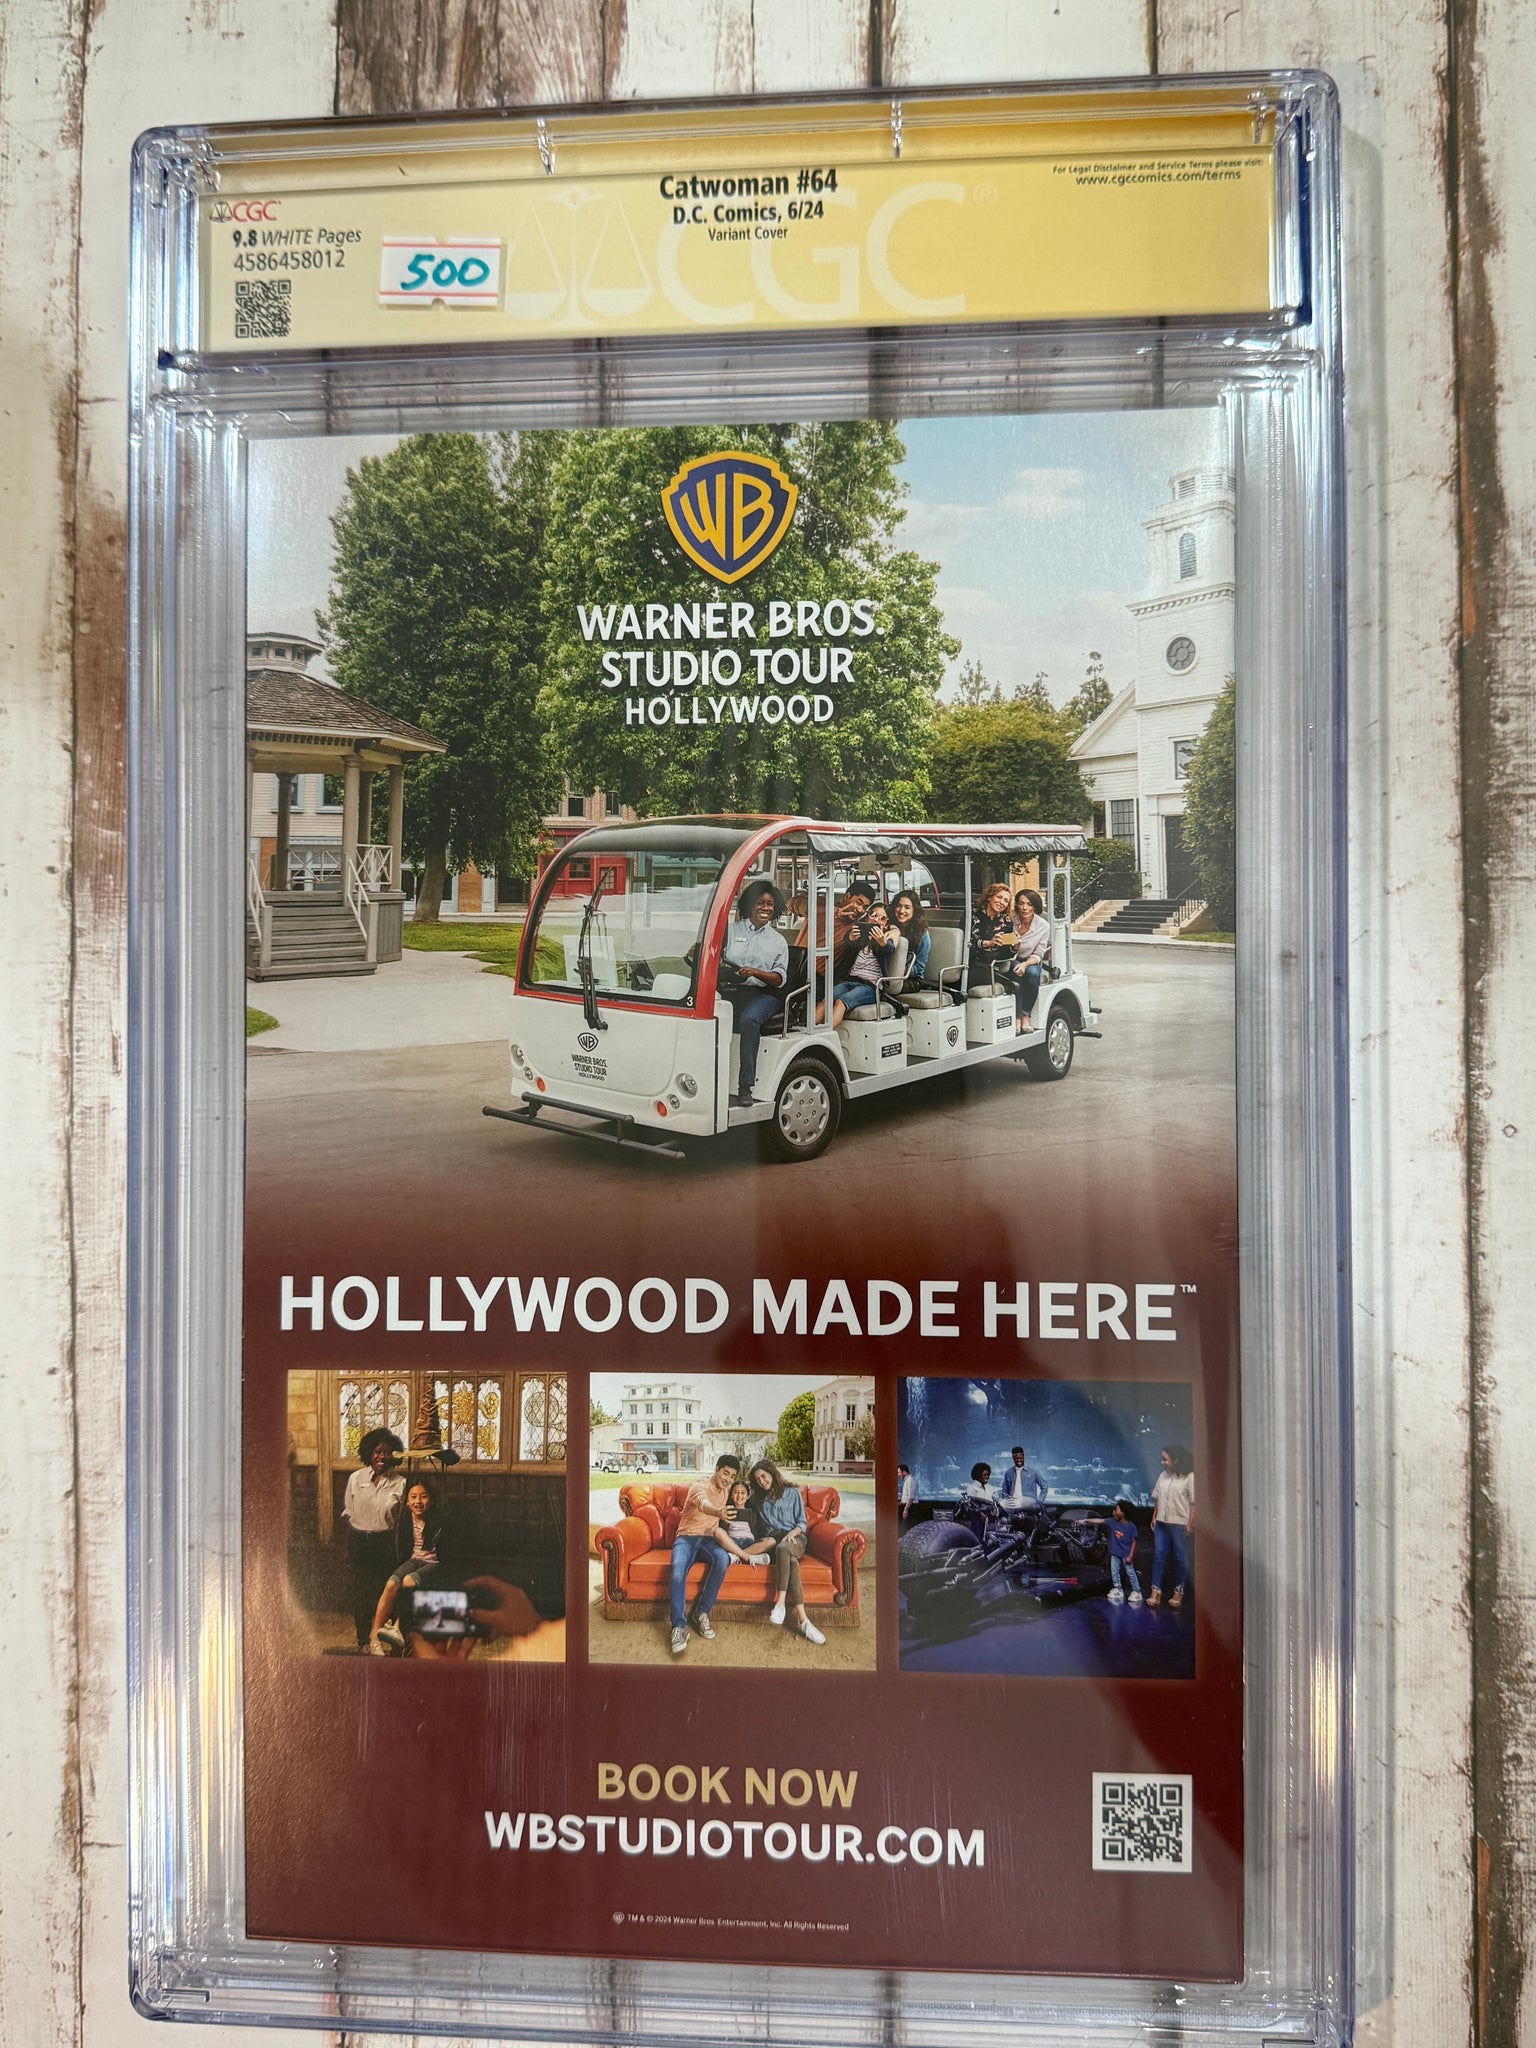 CGC
9.8 WHITE Pages
4586458012
500
Catwoman #64
D.C. Comics, 6/24
Variant Cover
For Legal Disclaimer and Service Terms please visit:
www.cgccomics.com/terms
CGC®
WB
WARNER BROS.
STUDIO TOUR
HOLLYWOOD
3
WB
WARNER BROS.
STUDIO TOUR
HOLLYWOOD
HOLLYWOOD MADE HERE™
BOOK NOW
WBSTUDIOTOUR.COM
TM & © 2024 Warner Bros. Entertainment, Inc. All Rights Reserved